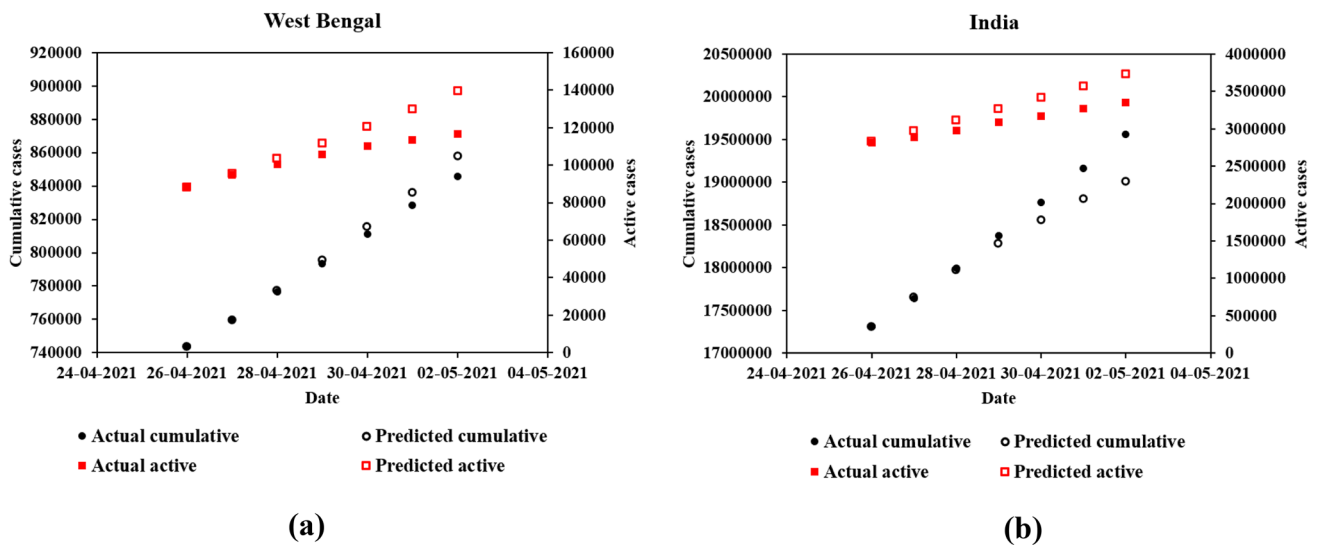 West Bengal
920000
900000
880000
860000
840000
820000
800000
780000
760000
740000
Cumulative cases
160000
140000
120000
100000
80000
60000
40000
20000
0
Active cases
24-04-2021 26-04-2021 28-04-2021 30-04-2021 02-05-2021 04-05-2021
Date
Actual cumulative
Predicted cumulative
Actual active
Predicted active
(a)
India
20500000
20000000
19500000
19000000
18500000
18000000
17500000
17000000
Cumulative cases
4000000
3500000
3000000
2500000
2000000
1500000
1000000
500000
0
Active cases
24-04-2021 26-04-2021 28-04-2021 30-04-2021 02-05-2021 04-05-2021
Date
Actual cumulative
Predicted cumulative
Actual active
Predicted active
(b)